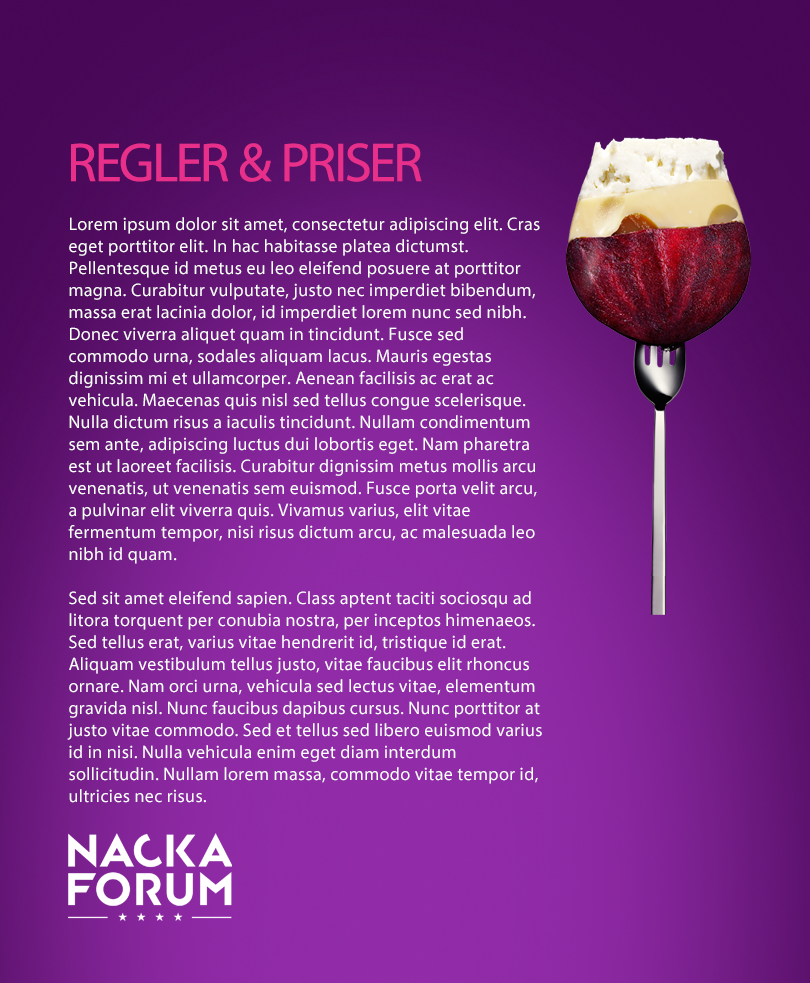 REGLER & PRISER
Lorem ipsum dolor sit amet, consectetur adipiscing elit. Cras
eget porttitor elit. In hac habitasse platea dictumst.
Pellentesque id metus eu leo eleifend posuere at porttitor
magna. Curabitur vulputate, justo nec imperdiet bibendum,
massa erat lacinia dolor, id imperdiet lorem nunc sed nibh.
Donec viverra aliquet quam in tincidunt. Fusce sed
commodo urna, sodales aliquam lacus. Mauris egestas
dignissim mi et ullamcorper. Aenean facilisis ac erat ac
vehicula. Maecenas quis nisl sed tellus congue scelerisque.
Nulla dictum risus a iaculis tincidunt. Nullam condimentum
sem ante, adipiscing luctus dui lobortis eget. Nam pharetra
est ut laoreet facilisis. Curabitur dignissim metus mollis arcu
venenatis, ut venenatis sem euismod. Fusce porta velit arcu,
a pulvinar elit viverra quis. Vivamus varius, elit vitae
fermentum tempor, nisi risus dictum arcu, ac malesuada leo
nibh id quam.
Sed sit amet eleifend sapien. Class aptent taciti sociosqu ad
litora torquent per conubia nostra, per inceptos himenaeos.
Sed tellus erat, varius vitae hendrerit id, tristique id erat.
Aliquam vestibulum tellus justo, vitae faucibus elit rhoncus
ornare. Nam orci urna, vehicula sed lectus vitae, elementum
gravida nisl. Nunc faucibus dapibus cursus. Nunc porttitor at
justo vitae commodo. Sed et tellus sed libero euismod varius
id in nisi. Nulla vehicula enim eget diam interdum
sollicitudin. Nullam lorem massa, commodo vitae tempor id,
ultricies nec risus.
NACKA
FORUM